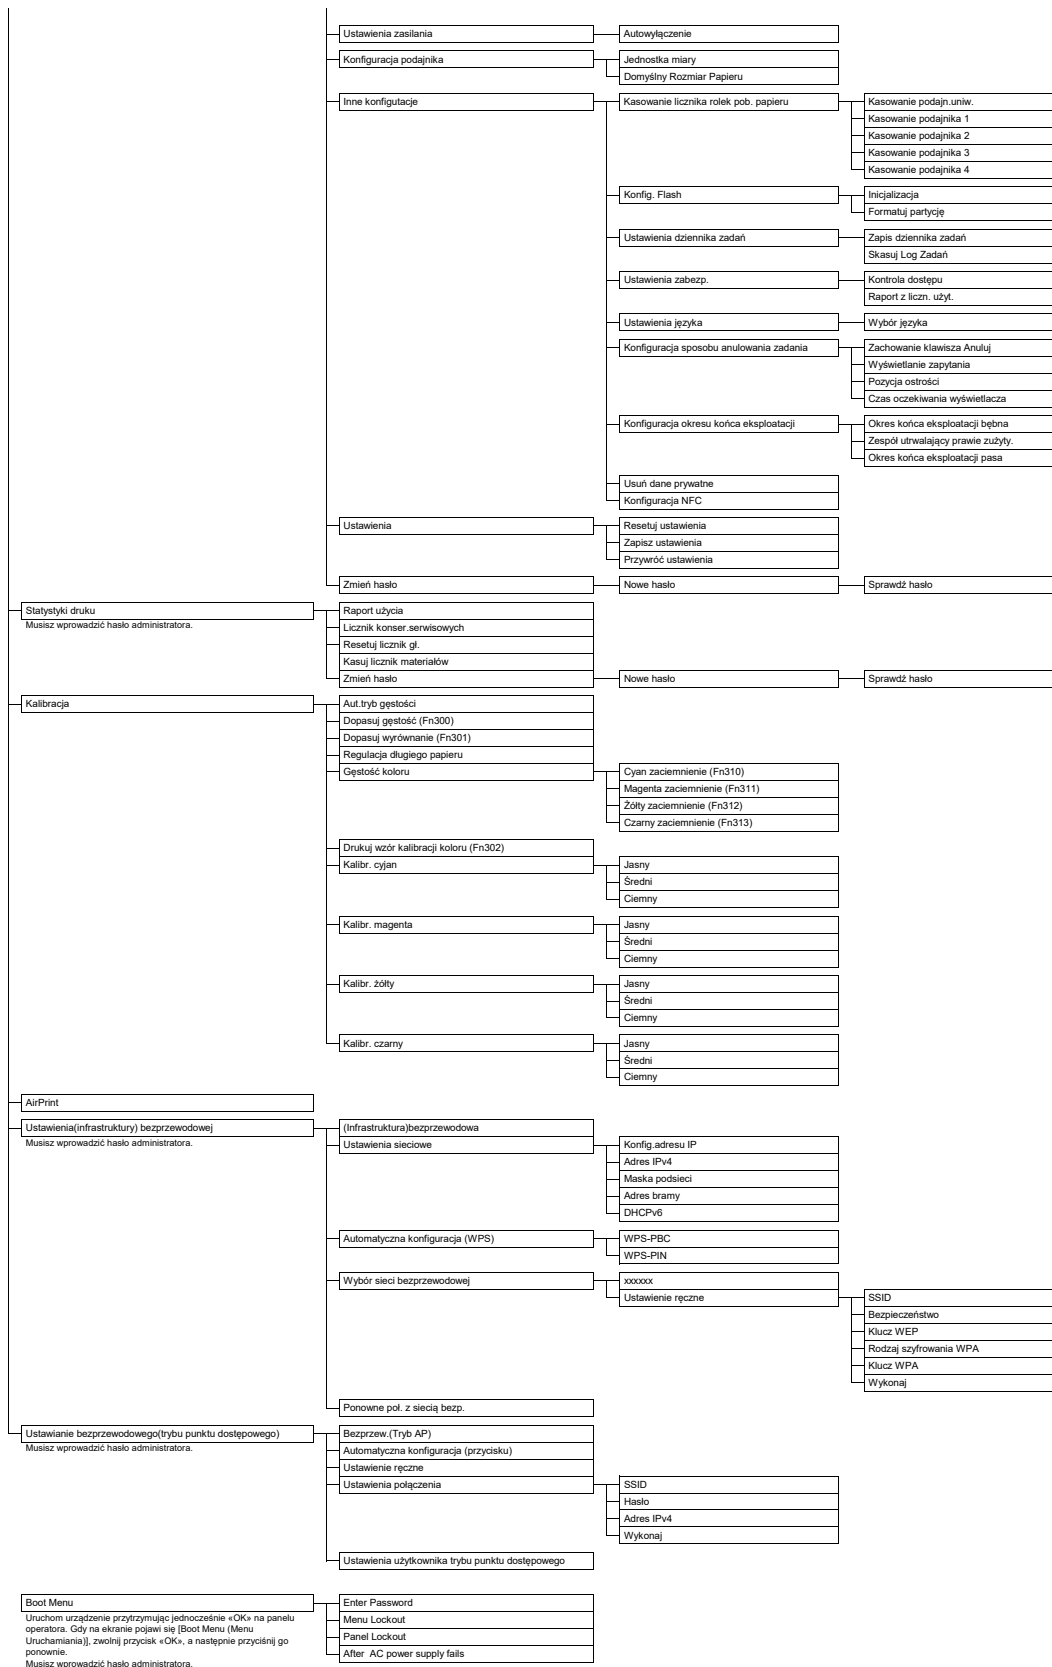 Ustawienia zasilania
Autowyłączenie
Konfiguracja podajnika
Jednostka miary
Domyślny Rozmiar Papieru
Inne konfigutacje
Kasowanie licznika rolek pob. papieru
Kasowanie podajn.uniw.
Kasowanie podajnika 1
Kasowanie podajnika 2
Kasowanie podajnika 3
Kasowanie podajnika 4
Konfig. Flash
Inicjalizacja
Formatuj partycję
Ustawienia dziennika zadań
Zapis dziennika zadań
Skasuj Log Zadań
Ustawienia zabezp.
Kontrola dostępu
Raport z liczn. użyt.
Ustawienia języka
Wybór języka
Konfiguracja sposobu anulowania zadania
Zachowanie klawisza Anuluj
Wyświetlanie zapytania
Pozycja ostrości
Czas oczekiwania wyświetlacza
Konfiguracja okresu końca eksploatacji
Okres końca eksploatacji bębna
Zespół utrwalający prawie zużyty.
Okres końca eksploatacji pasa
Usuń dane prywatne
Konfiguracja NFC
Ustawienia
Resetuj ustawienia
Zapisz ustawienia
Przywróć ustawienia
Zmień hasło
Nowe hasło
Sprawdź hasło
Statystyki druku
Musisz wprowadzić hasło administratora.
Raport użycia
Licznik konser.serwisowych
Resetuj licznik gł.
Kasuj licznik materiałów
Zmień hasło
Nowe hasło
Sprawdź hasło
Kalibracja
Aut.tryb gęstości
Dopasuj gęstość (Fn300)
Dopasuj wyrównanie (Fn301)
Regulacja długiego papieru
Gęstość koloru
Cyan zaciemnienie (Fn310)
Magenta zaciemnienie (Fn311)
Żółty zaciemnienie (Fn312)
Czarny zaciemnienie (Fn313)
Drukuj wzór kalibracji koloru (Fn302)
Kalibr. cyjan
Jasny
Średni
Ciemny
Kalibr. magenta
Jasny
Średni
Ciemny
Kalibr. żółty
Jasny
Średni
Ciemny
Kalibr. czarny
Jasny
Średni
Ciemny
AirPrint
Ustawienia(infrastruktury) bezprzewodowej
Musisz wprowadzić hasło administratora.
(Infrastruktura)bezprzewodowa
Ustawienia sieciowe
Konfig.adresu IP
Adres IPv4
Maska podsieci
Adres bramy
DHCPv6
Automatyczna konfiguracja (WPS)
WPS-PBC
WPS-PIN
Wybór sieci bezprzewodowej
xxxxxx
Ustawienie ręczne
SSID
Bezpieczeństwo
Klucz WEP
Rodzaj szyfrowania WPA
Klucz WPA
Wykonaj
Ponowne poł. z siecią bezp.
Ustawianie bezprzewodowego(trybu punktu dostępowego)
Musisz wprowadzić hasło administratora.
Bezprzew.(Tryb AP)
Automatyczna konfiguracja (przycisku)
Ustawienie ręczne
Ustawienia połączenia
SSID
Hasło
Adres IPv4
Wykonaj
Ustawienia użytkownika trybu punktu dostępowego
Boot Menu
Uruchom urządzenie przytrzymując jednocześnie «OK» na panelu
operatora. Gdy na ekranie pojawi się [Boot Menu (Menu
Uruchamiania)], zwolnij przycisk «OK», a następnie przyciśnij go
ponownie.
Musisz wprowadzić hasło administratora.
Enter Password
Menu Lockout
Panel Lockout
After AC power supply fails